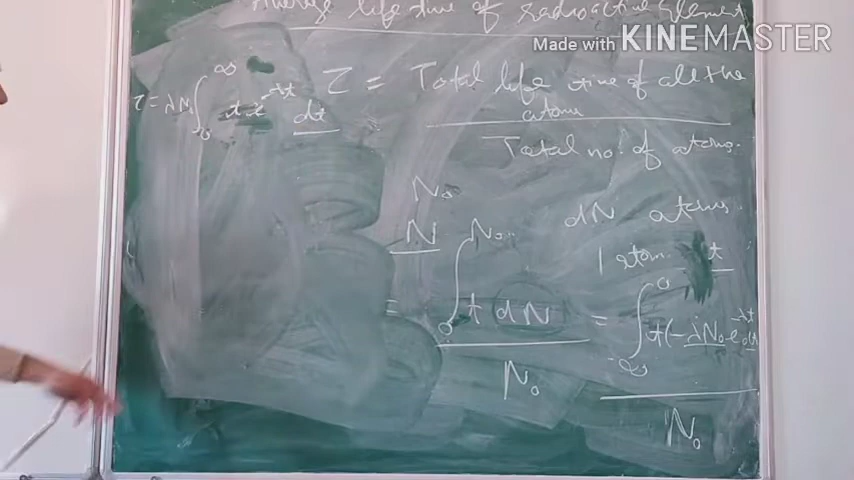 Average life time of radioactive Element
Made with KINEMASTER
τ = Total life time of all the
atoms
Total no. of atoms.
N₀
N
dN atoms.
1 atom. t
= ∫₀^N₀ t dN / N₀ = ∫_∞^0 t(-λN₀ e^-λt dt / N₀
τ = λN₀ ∫₀^∞ t e^-λt dt